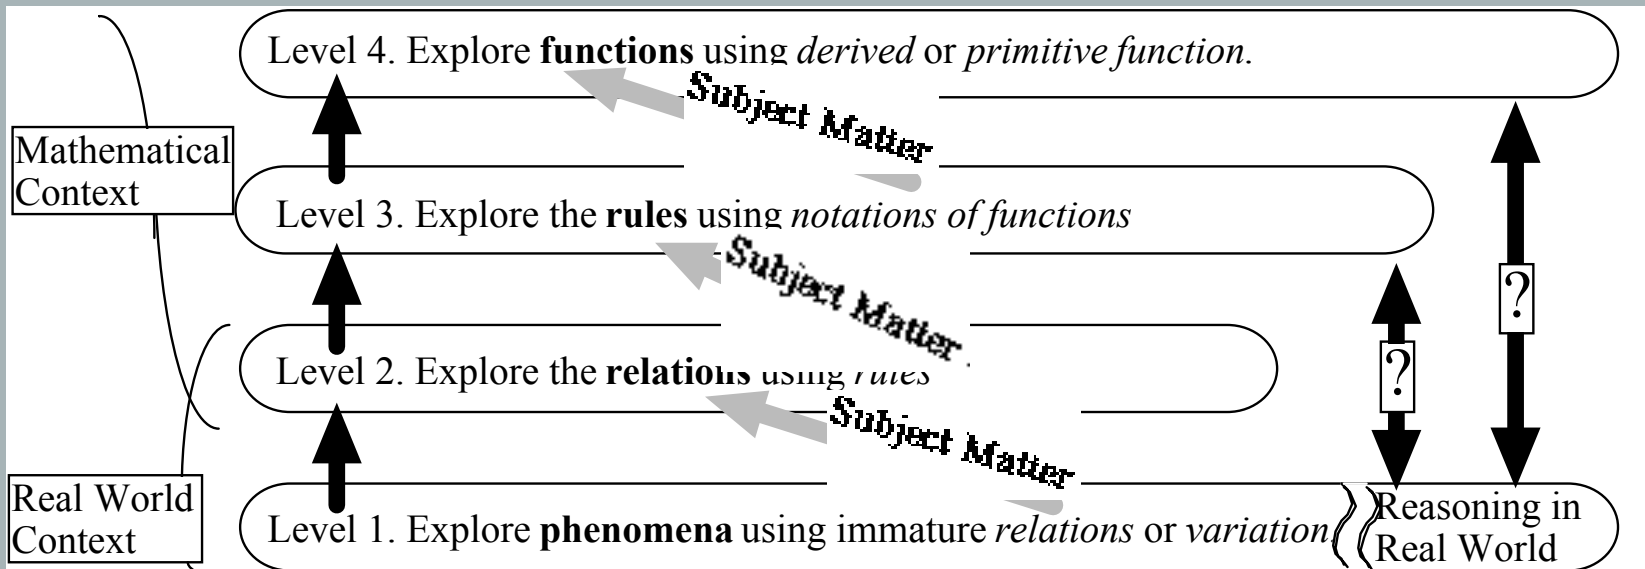 Level 4. Explore functions using derived or primitive function.
Subject Matter
Mathematical
Context
Level 3. Explore the rules using notations of functions
Subject Matter
?
?
Level 2. Explore the relations using rules
Subject Matter
Real World
Context
Level 1. Explore phenomena using immature relations or variation.
Reasoning in
Real World